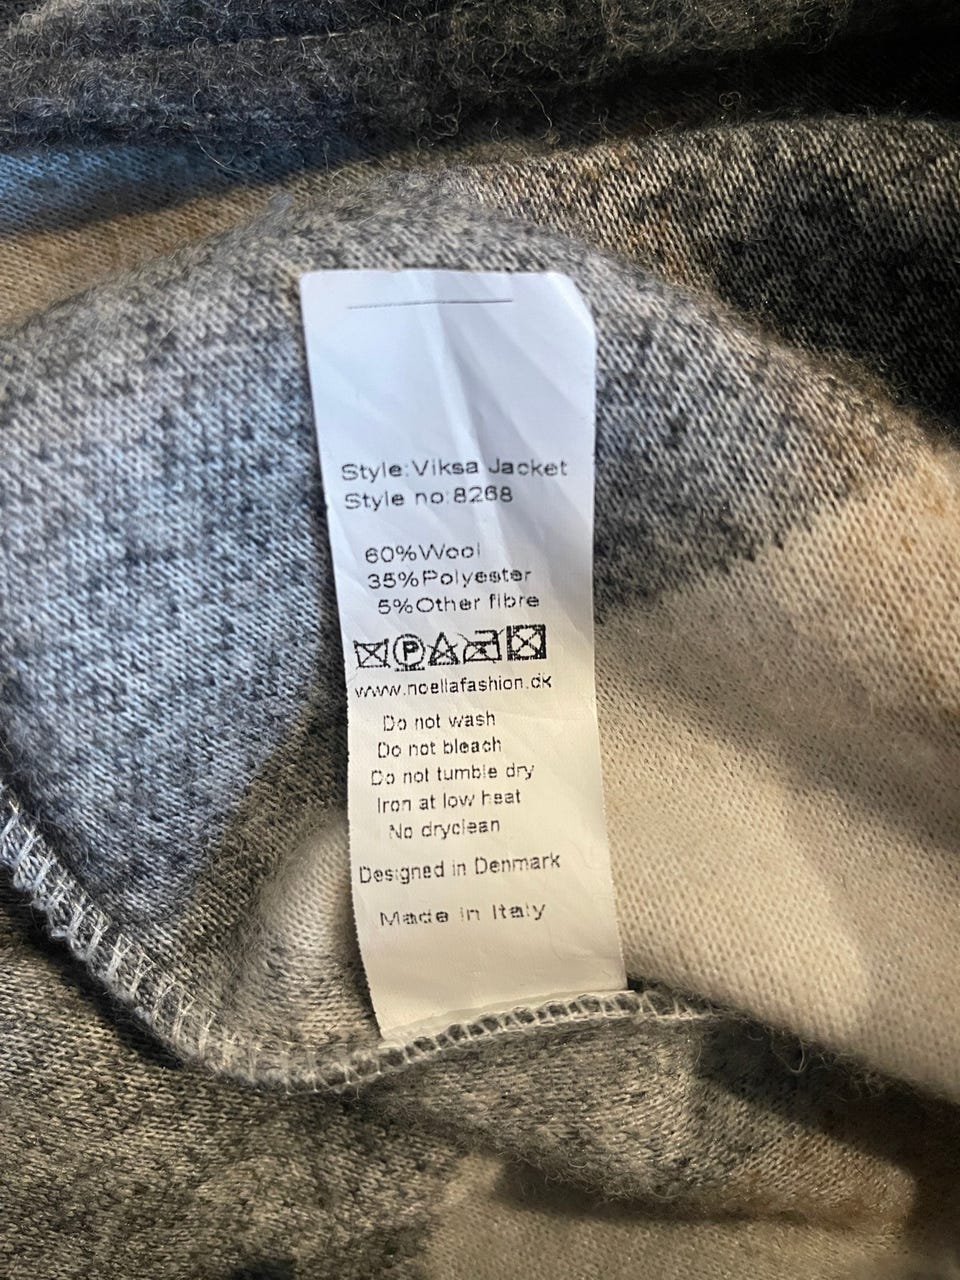 Style:Viksa Jacket
Style no:8268
60%Wool
35%Polyester
5%Other fibre
P
www.noellafashion.dk
Do not wash
Do not bleach
Do not tumble dry
Iron at low heat
No dryclean
Designed in Denmark
Made in Italy